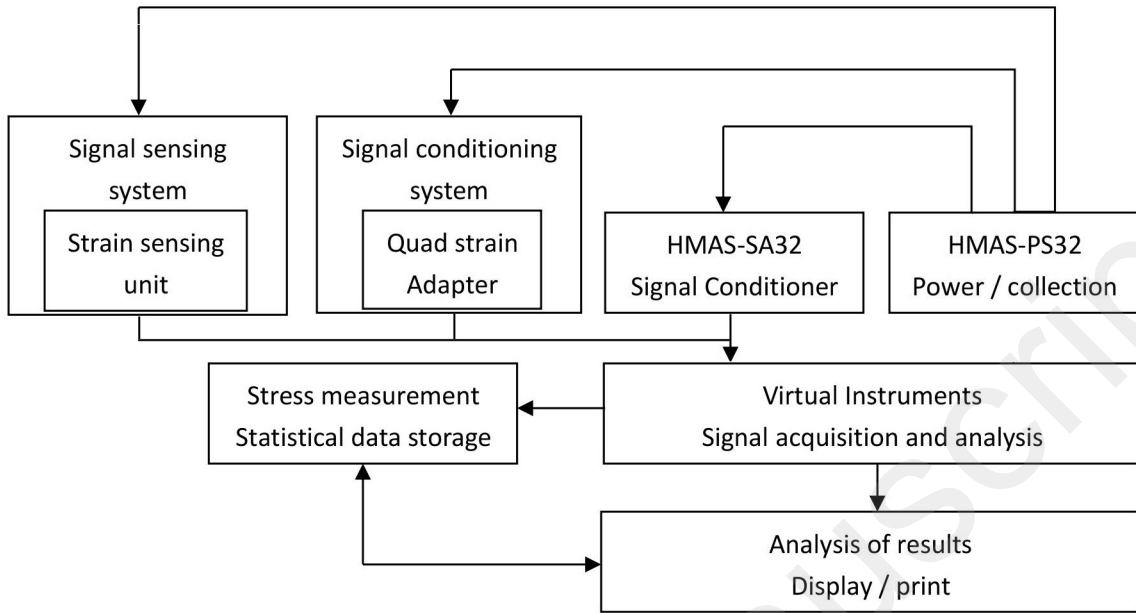 Signal sensing
system
Strain sensing
unit
Signal conditioning
system
Quad strain
Adapter
HMAS-SA32
Signal Conditioner
HMAS-PS32
Power / collection
Stress measurement
Statistical data storage
Virtual Instruments
Signal acquisition and analysis
Analysis of results
Display / print